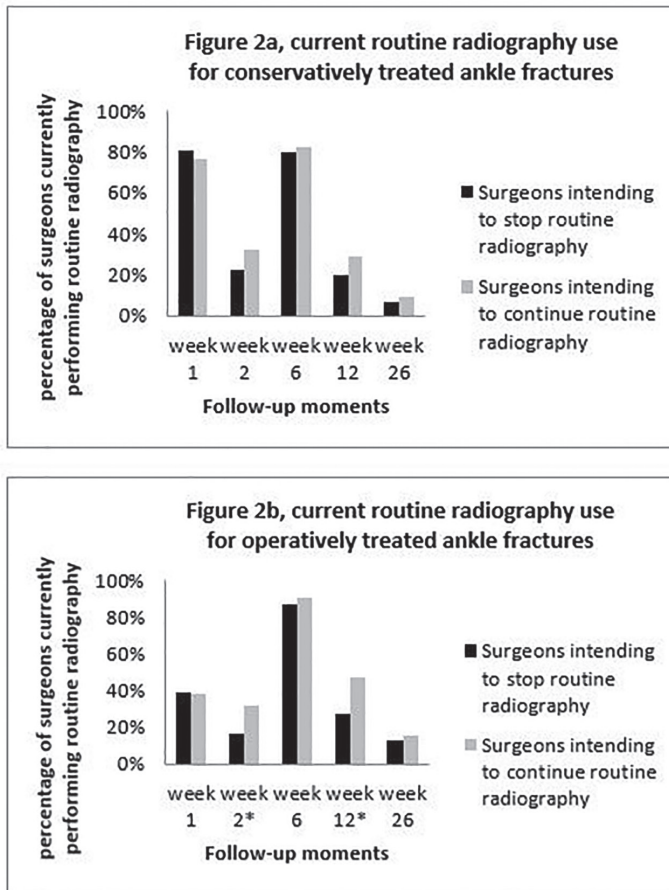 Figure 2a, current routine radiography use
for conservatively treated ankle fractures
percentage of surgeons currently
performing routine radiography
100%
80%
60%
40%
20%
0%
week week week week week
1 2 6 12 26
Follow-up moments
Surgeons intending
to stop routine
radiography
Surgeons intending
to continue routine
radiography
Figure 2b, current routine radiography use
for operatively treated ankle fractures
percentage of surgeons currently
performing routine radiography
100%
80%
60%
40%
20%
0%
week week week week week
1 2* 6 12* 26
Follow-up moments
Surgeons intending
to stop routine
radiography
Surgeons intending
to continue routine
radiography